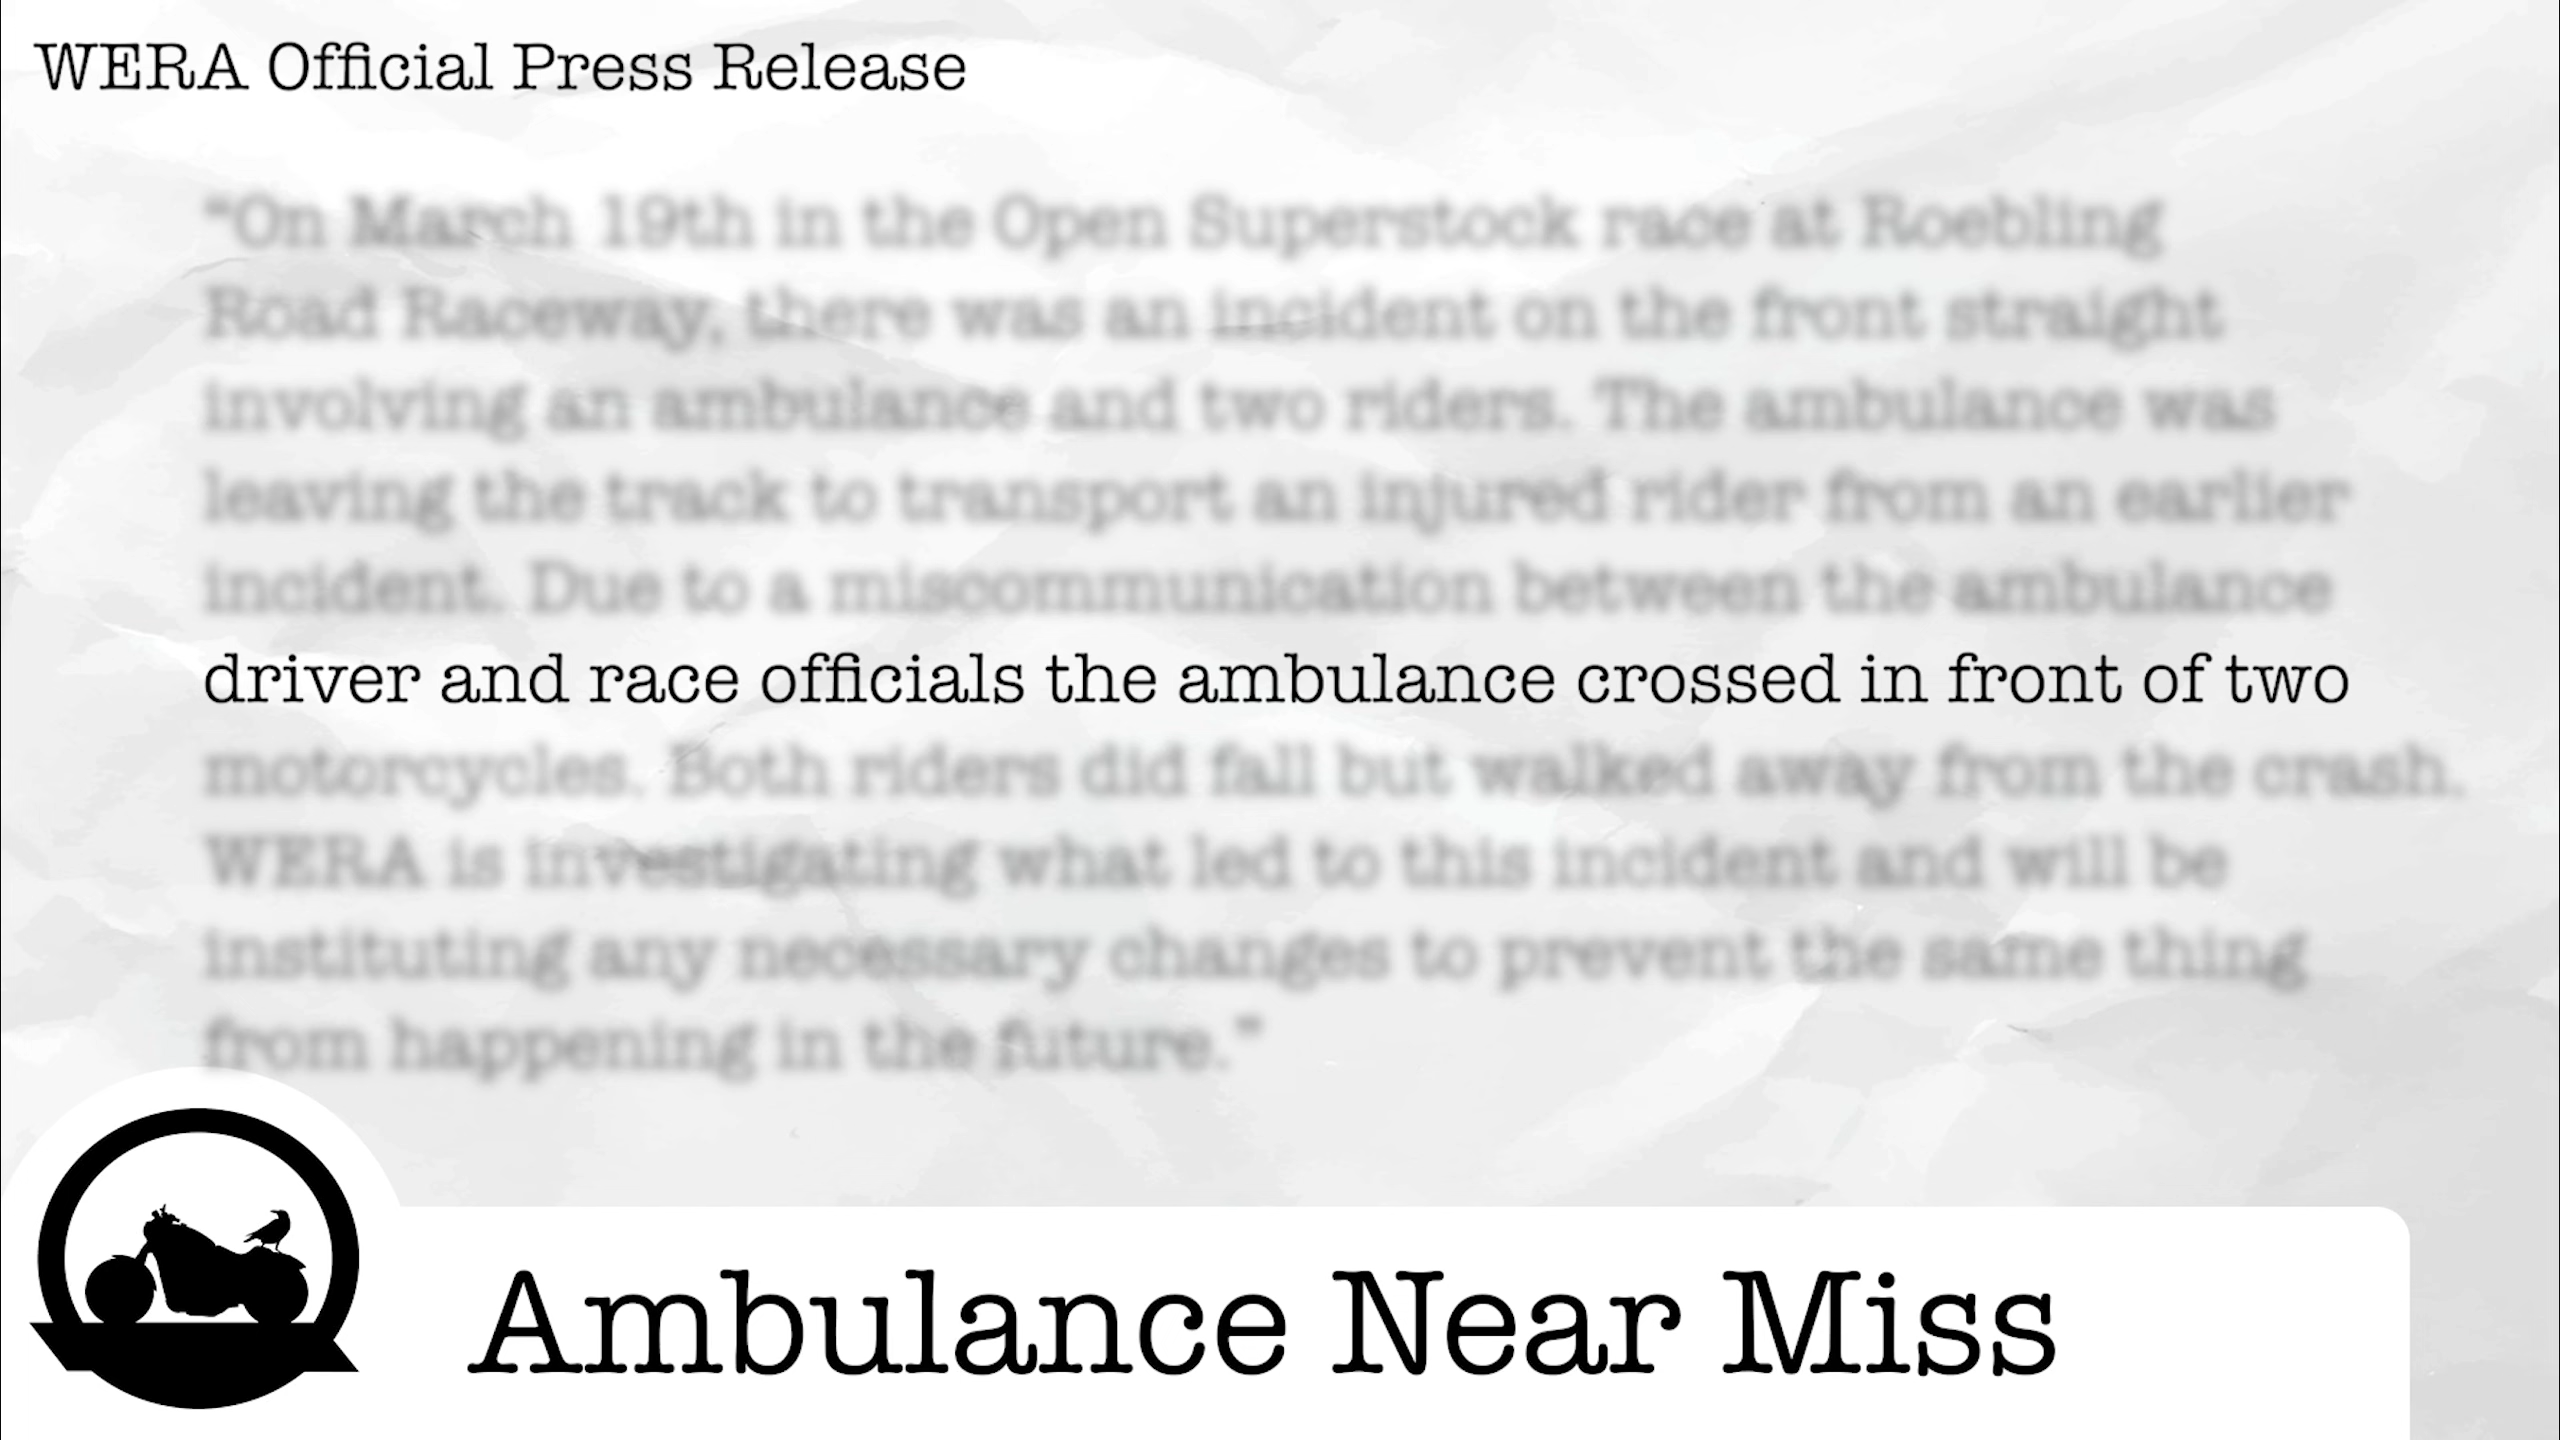 WERA Official Press Release
“On March 19th in the Open Superstock race at Roebling
Road Raceway, there was an incident on the front straight
involving an ambulance and two riders. The ambulance was
leaving the track to transport an injured rider from an earlier
incident. Due to a miscommunication between the ambulance
driver and race officials the ambulance crossed in front of two
motorcycles. Both riders did fall but walked away from the crash.
WERA is investigating what led to this incident and will be
instituting any necessary changes to prevent the same thing
from happening in the future.”
Ambulance Near Miss